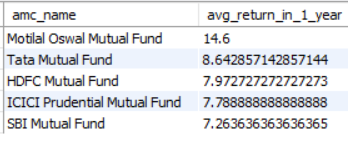 amc_name avg_return_in_1_year
Motilal Oswal Mutual Fund 14.6
Tata Mutual Fund 8.642857142857144
HDFC Mutual Fund 7.972727272727273
ICICI Prudential Mutual Fund 7.788888888888888
SBI Mutual Fund 7.263636363636365